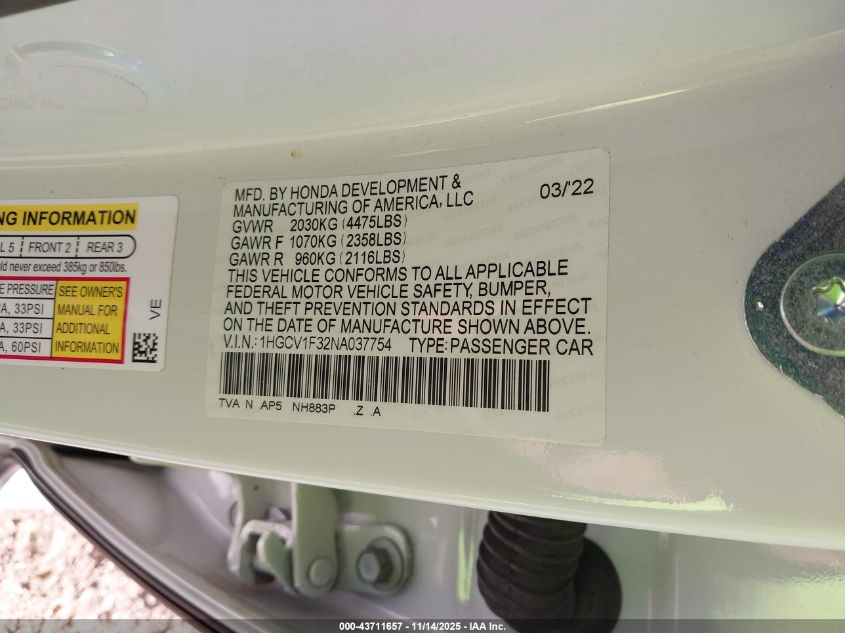 NG INFORMATION
L 5 FRONT 2 REAR 3
ld never exceed 385kg or 850lbs.
E PRESSURE
A, 33PSI
A, 33PSI
A, 60PSI
SEE OWNER'S
MANUAL FOR
ADDITIONAL
INFORMATION
VE
MFD. BY HONDA DEVELOPMENT &
MANUFACTURING OF AMERICA, LLC
03/'22
GVWR 2030KG (4475LBS)
GAWR F 1070KG (2358LBS)
GAWR R 960KG (2116LBS)
THIS VEHICLE CONFORMS TO ALL APPLICABLE
FEDERAL MOTOR VEHICLE SAFETY, BUMPER,
AND THEFT PREVENTION STANDARDS IN EFFECT
ON THE DATE OF MANUFACTURE SHOWN ABOVE.
V.I.N.: 1HGCV1F32NA037754 TYPE: PASSENGER CAR
TVA N AP5 NH883P .Z .A
000-43711657 — 11/14/2025 — IAA Inc.